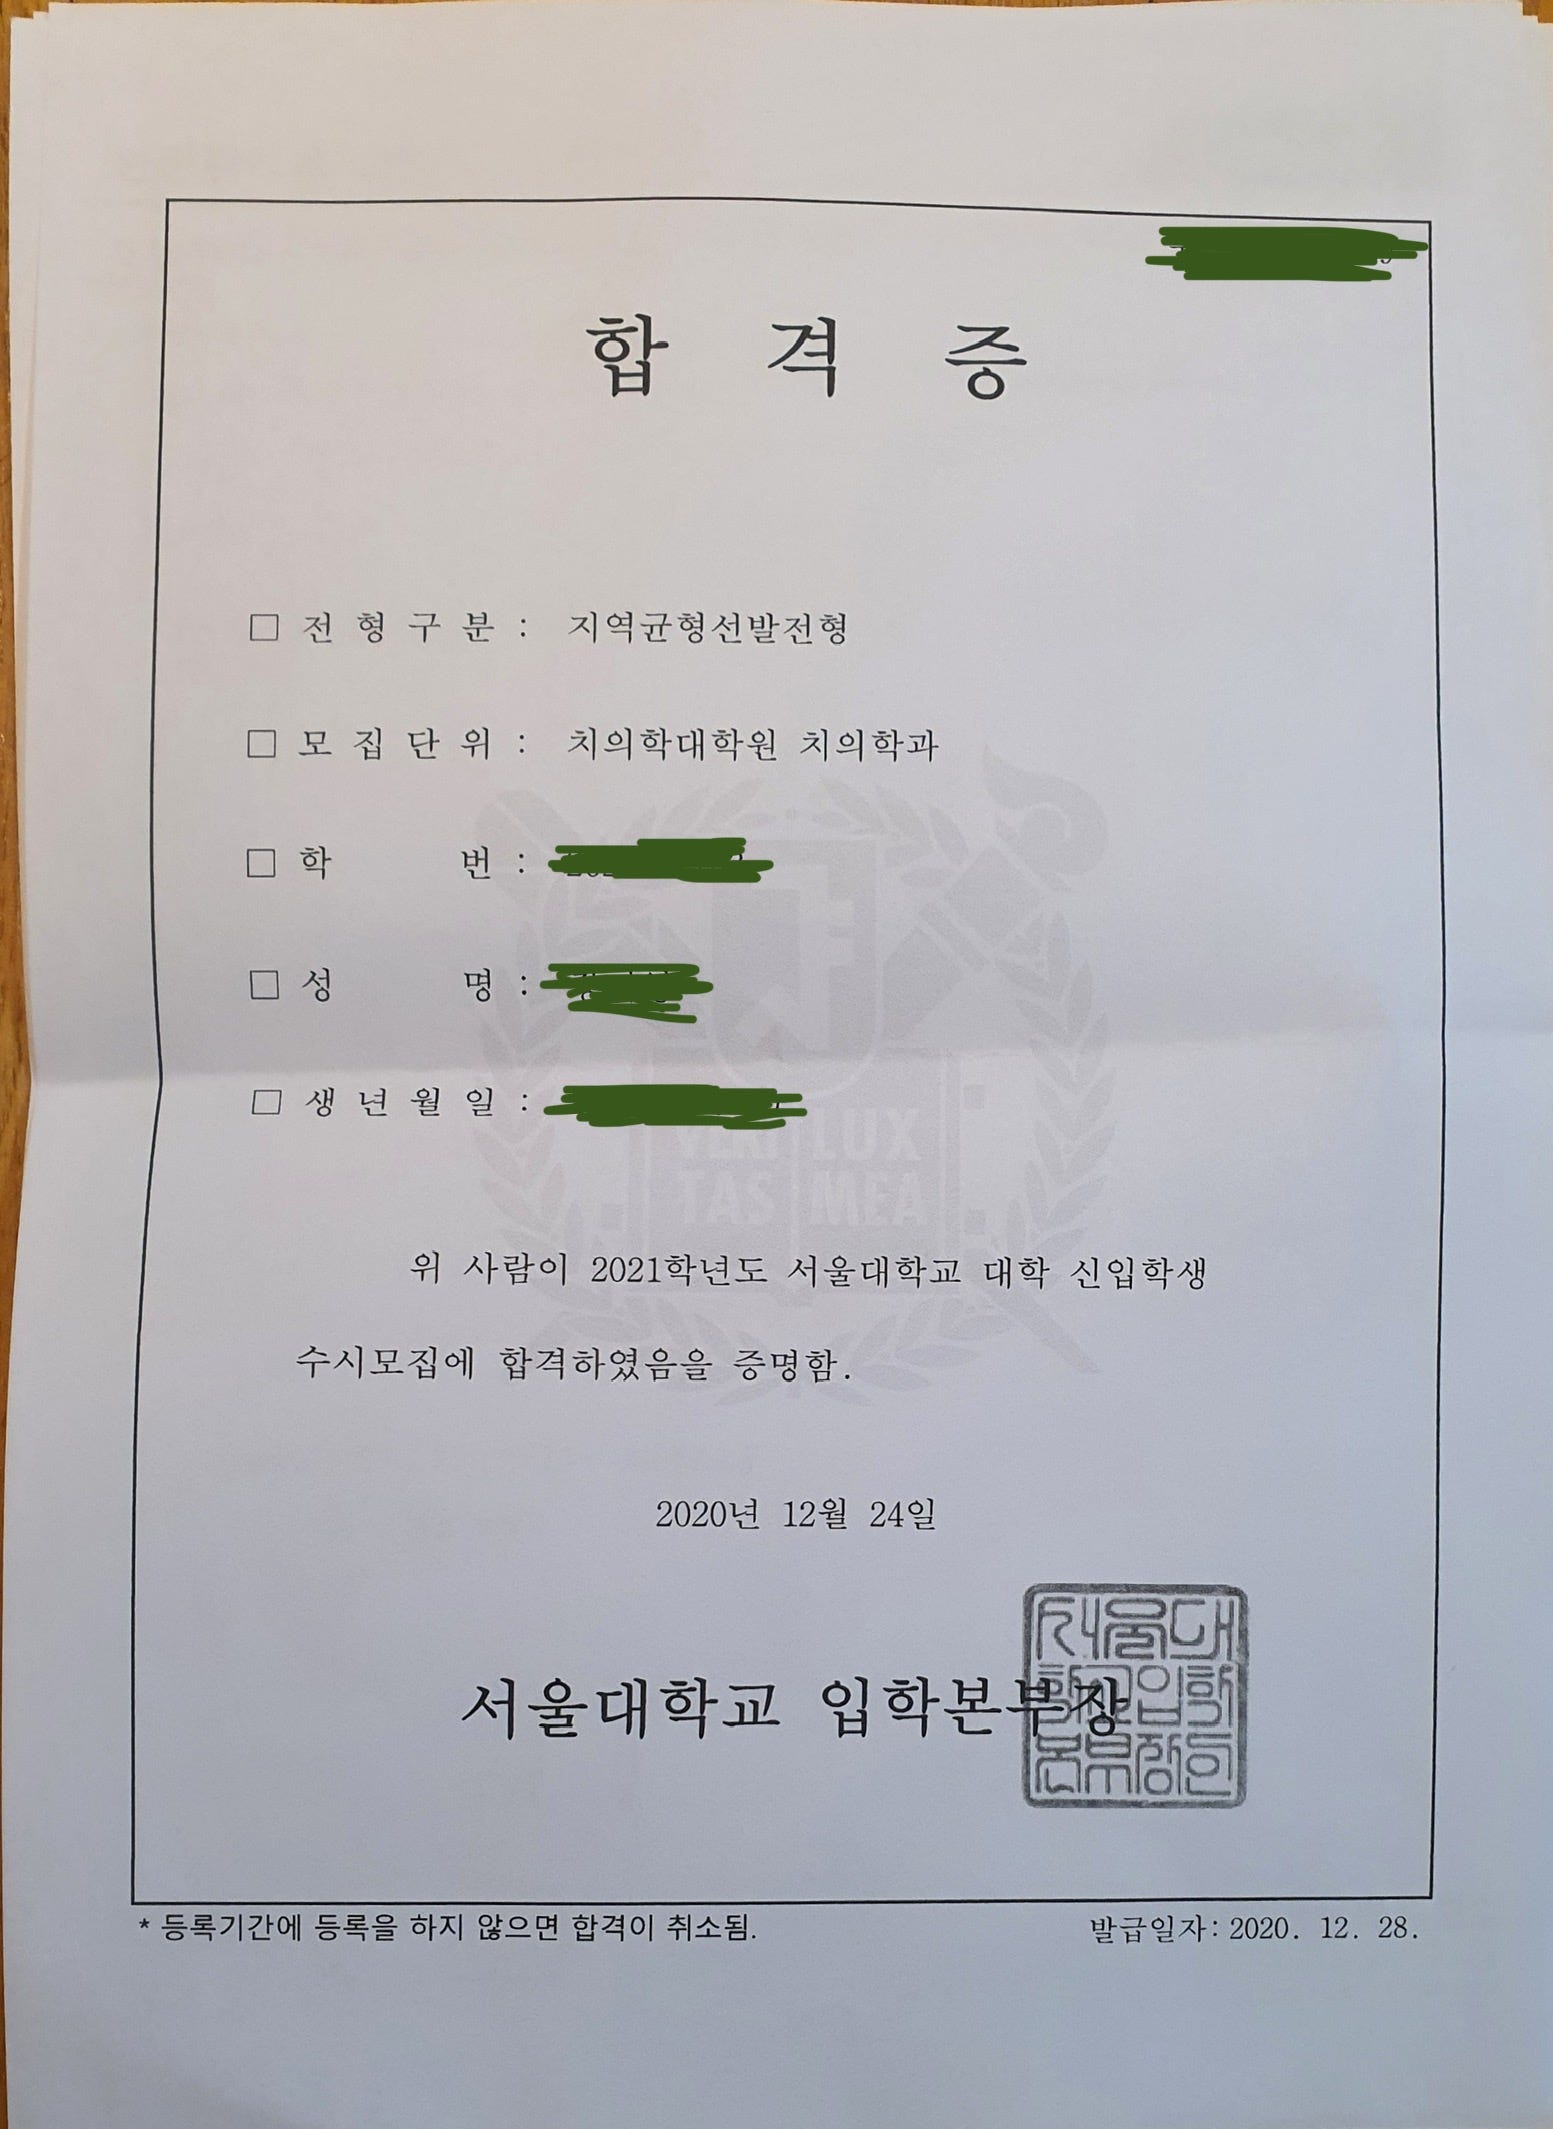 합 격 증
□ 전 형 구 분 : 지역균형선발전형
□ 모 집 단 위 : 치의학대학원 치의학과
□ 학 번 :
□ 성 명 :
□ 생 년 월 일 :
VERI LUX
TAS MEA
위 사람이 2021학년도 서울대학교 대학 신입학생
수시모집에 합격하였음을 증명함.
2020년 12월 24일
서울대학교 입학본부장
서울대
학교입학
본부장인
* 등록기간에 등록을 하지 않으면 합격이 취소됨.
발급일자: 2020. 12. 28.